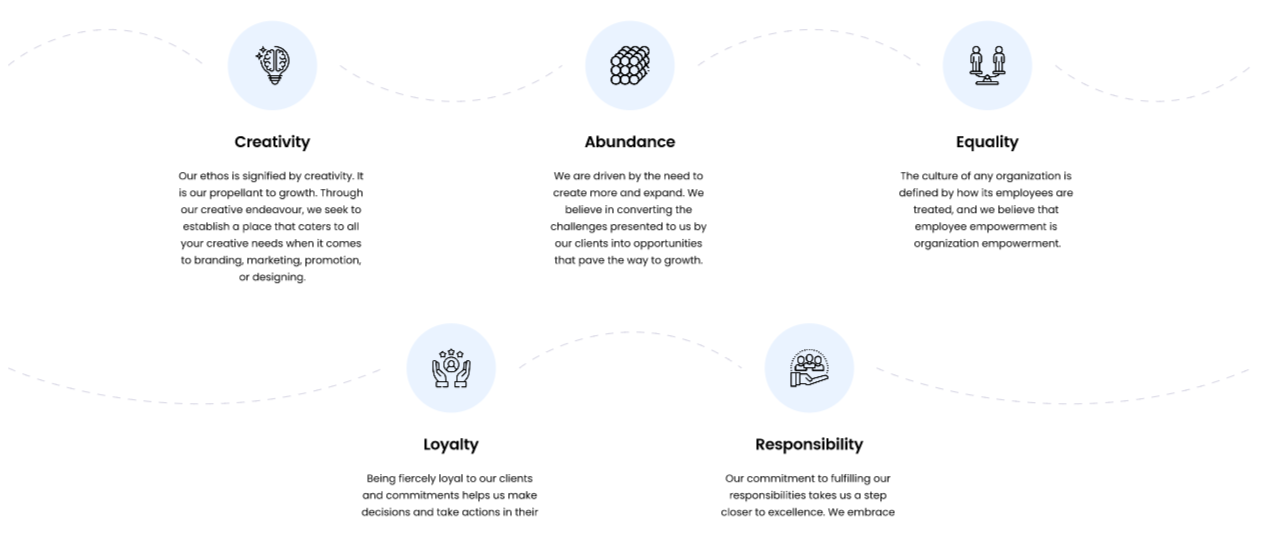 Creativity
Our ethos is signified by creativity. It
is our propellant to growth. Through
our creative endeavour, we seek to
establish a place that caters to all
your creative needs when it comes
to branding, marketing, promotion,
or designing.
Abundance
We are driven by the need to
create more and expand. We
believe in converting the
challenges presented to us by
our clients into opportunities
that pave the way to growth.
Equality
The culture of any organization is
defined by how its employees are
treated, and we believe that
employee empowerment is
organization empowerment.
Loyalty
Being fiercely loyal to our clients
and commitments helps us make
decisions and take actions in their
Responsibility
Our commitment to fulfilling our
responsibilities takes us a step
closer to excellence. We embrace